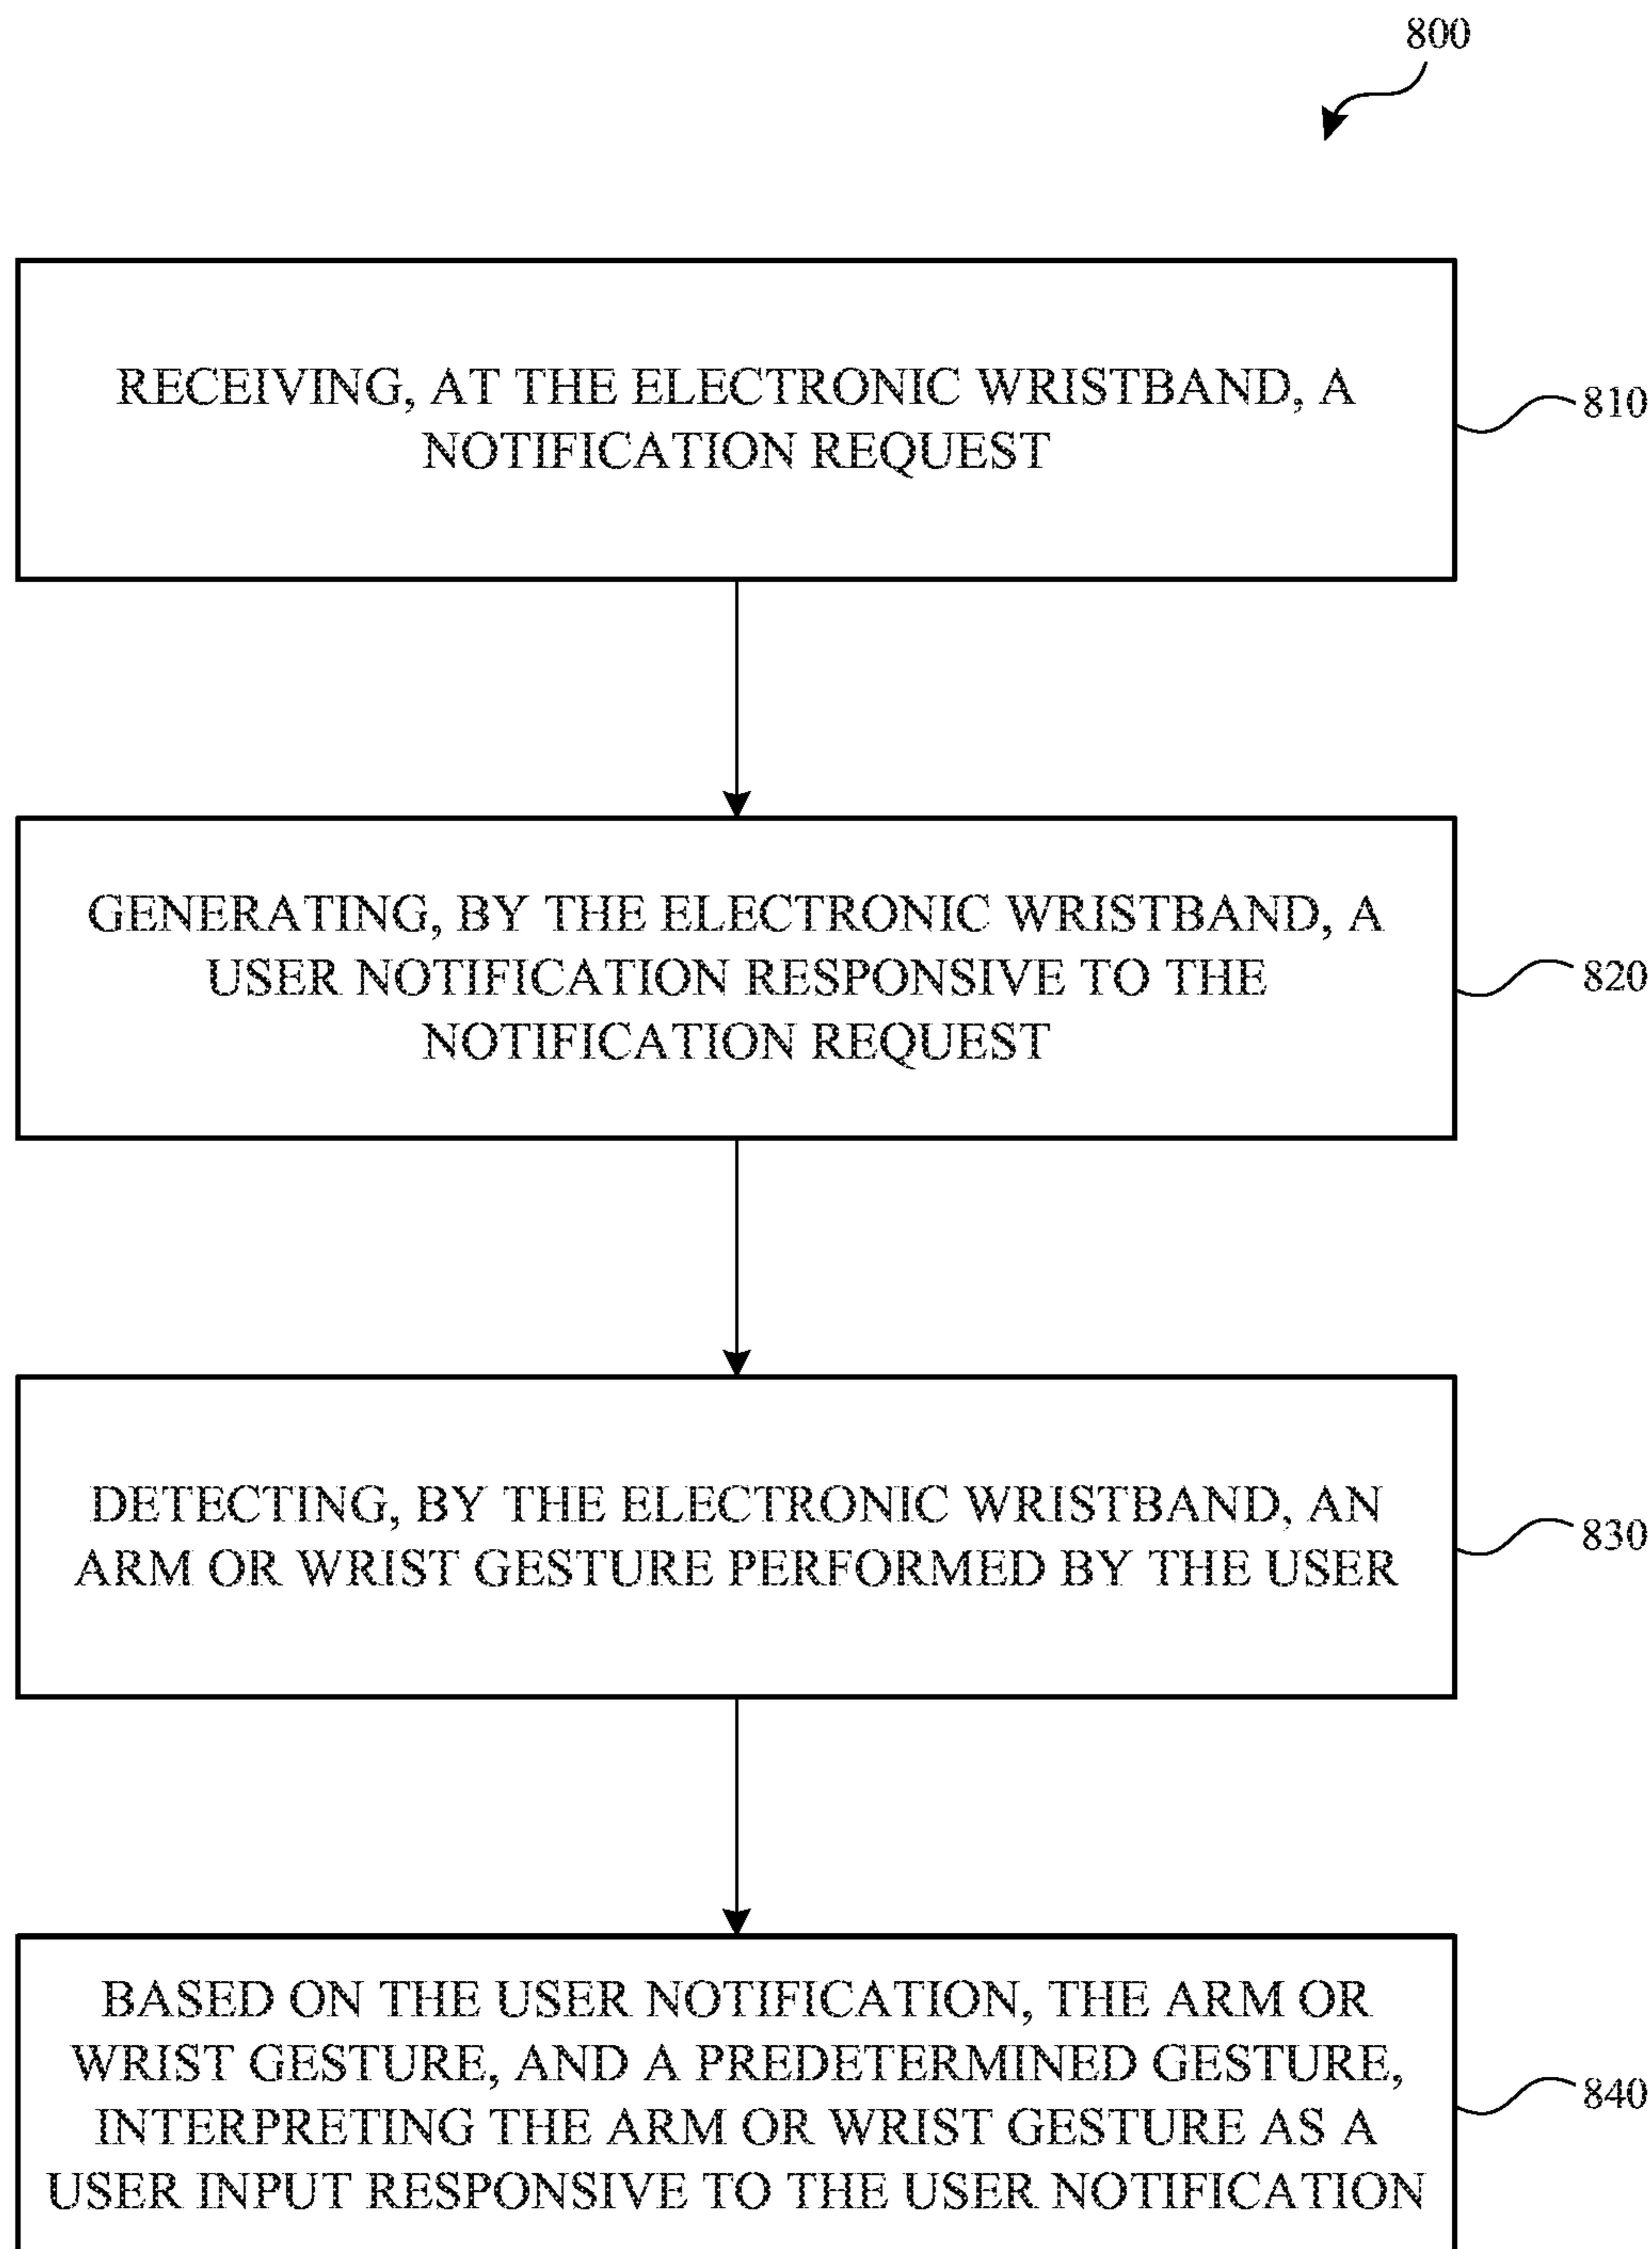 800
RECEIVING, AT THE ELECTRONIC WRISTBAND, A
NOTIFICATION REQUEST
810
GENERATING, BY THE ELECTRONIC WRISTBAND, A
USER NOTIFICATION RESPONSIVE TO THE
NOTIFICATION REQUEST
820
DETECTING, BY THE ELECTRONIC WRISTBAND, AN
ARM OR WRIST GESTURE PERFORMED BY THE USER
830
BASED ON THE USER NOTIFICATION, THE ARM OR
WRIST GESTURE, AND A PREDETERMINED GESTURE,
INTERPRETING THE ARM OR WRIST GESTURE AS A
USER INPUT RESPONSIVE TO THE USER NOTIFICATION
840